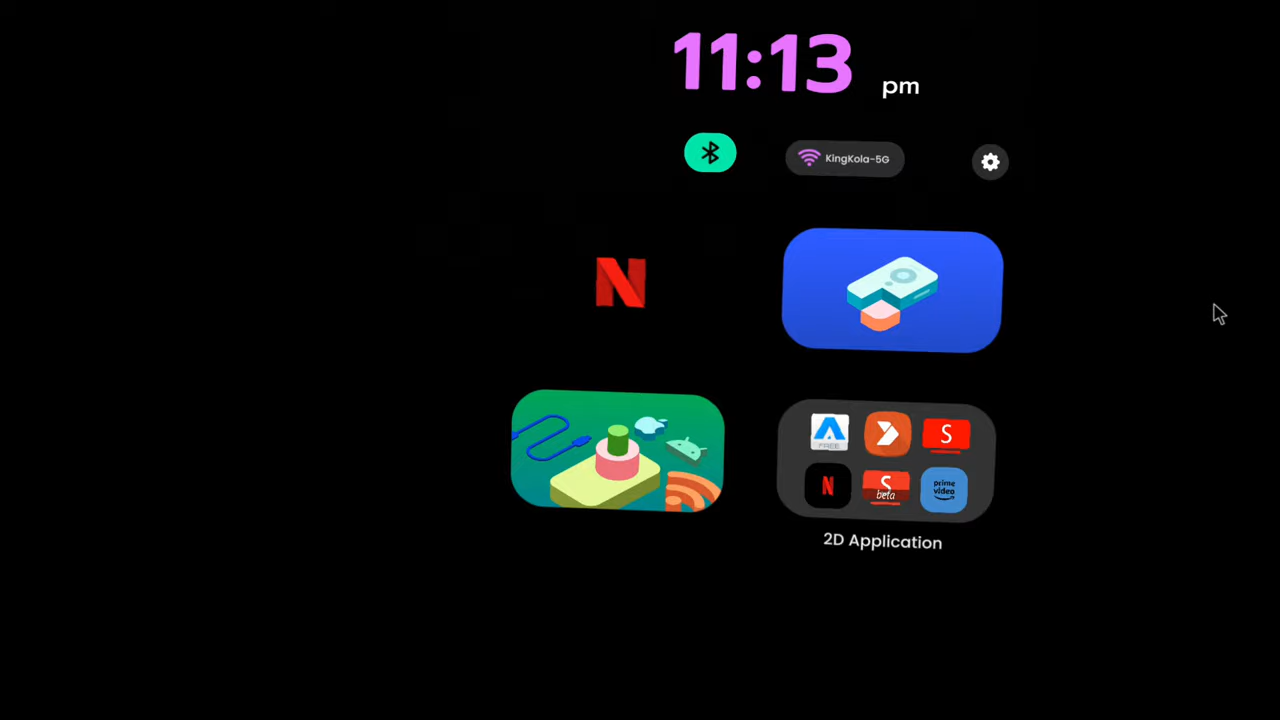 11:13 pm
KingKola-5G
N
FREE
S
N
S
beta
prime
video
2D Application